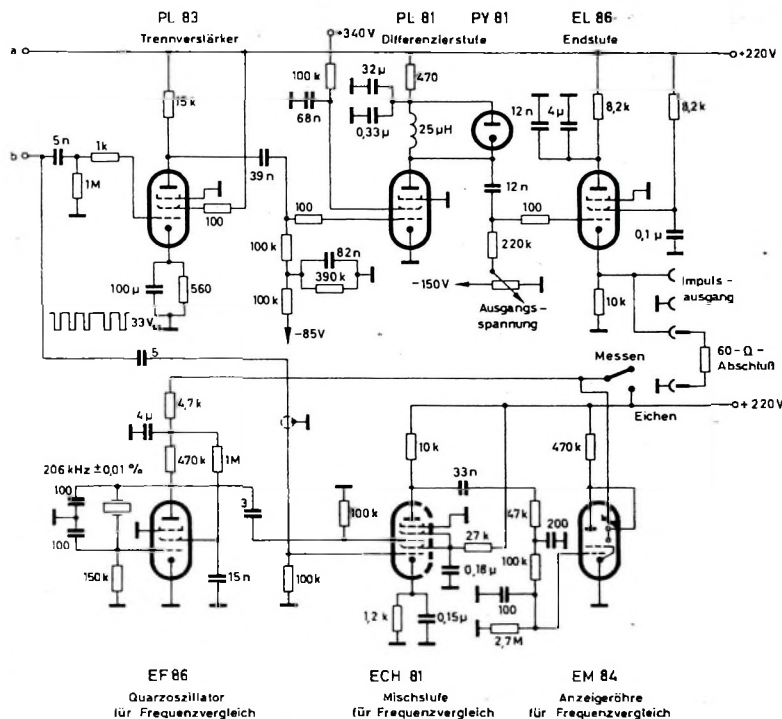 PL 83
Trennverstärker
PL 81
PY 81
Differenzierstufe
EL 86
Endstufe
a
+340V
+220V
15k
100k
68n
32µ
0,33µ
470
25µH
12n
4µ
8,2k
8,2k
b
5n
1k
1M
39n
100
100
12n
100
220k
0,1µ
100k
82n
390k
100k
-85V
100µ
560
33Vss
-150V
Ausgangs-
spannung
10k
Impuls-
ausgang
60-Ω-
Abschluß
Messen
Eichen
5
+220V
4,7k
4µ
470k
1M
10k
470k
206 kHz ±0,01 %
100
100
3
33n
100k
27k
47k
200
100k
150k
15n
100k
0,18µ
1,2k
0,15µ
100
2,7M
EF 86
Quarzoszillator
für Frequenzvergleich
ECH 81
Mischstufe
für Frequenzvergleich
EM 84
Anzeigeröhre
für Frequenzvergleich